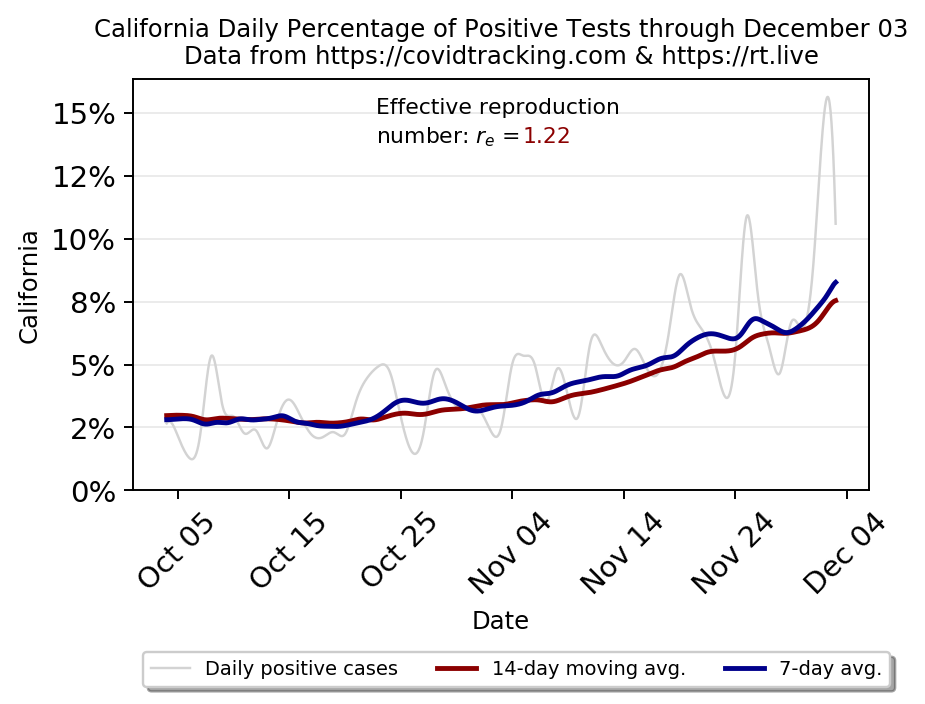 California Daily Percentage of Positive Tests through December 03
Data from https://covidtracking.com & https://rt.live
Effective reproduction
number: rₑ =1.22
15%
12%
10%
8%
5%
2%
0%
California
Oct 05
Oct 15
Oct 25
Nov 04
Nov 14
Nov 24
Dec 04
Date
Daily positive cases
14-day moving avg.
7-day avg.